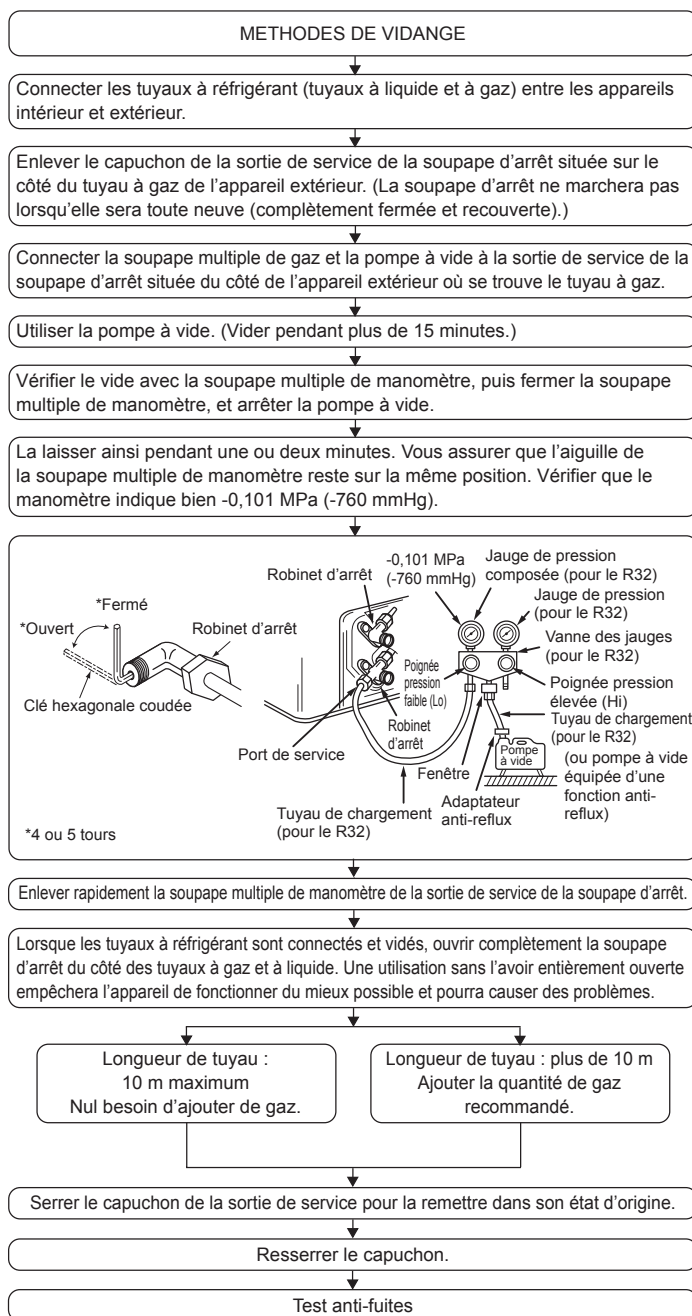 METHODES DE VIDANGE
Connecter les tuyaux à réfrigérant (tuyaux à liquide et à gaz) entre les appareils
intérieur et extérieur.
Enlever le capuchon de la sortie de service de la soupape d'arrêt située sur le
côté du tuyau à gaz de l'appareil extérieur. (La soupape d'arrêt ne marchera pas
lorsqu'elle sera toute neuve (complètement fermée et recouverte).)
Connecter la soupape multiple de gaz et la pompe à vide à la sortie de service de la
soupape d'arrêt située du côté de l'appareil extérieur où se trouve le tuyau à gaz.
Utiliser la pompe à vide. (Vider pendant plus de 15 minutes.)
Vérifier le vide avec la soupape multiple de manomètre, puis fermer la soupape
multiple de manomètre, et arrêter la pompe à vide.
La laisser ainsi pendant une ou deux minutes. Vous assurer que l'aiguille de
la soupape multiple de manomètre reste sur la même position. Vérifier que le
manomètre indique bien -0,101 MPa (-760 mmHg).
*Fermé
*Ouvert
Robinet d'arrêt
Clé hexagonale coudée
*4 ou 5 tours
Robinet d'arrêt
-0,101 MPa
(-760 mmHg)
Jauge de pression
composée (pour le R32)
Jauge de pression
(pour le R32)
Vanne des jauges
(pour le R32)
Poignée
pression
faible (Lo)
Poignée pression
élevée (Hi)
Robinet
d'arrêt
Port de service
Tuyau de chargement
(pour le R32)
Fenêtre
Pompe
à vide
(ou pompe à vide
équipée d'une
fonction anti-
reflux)
Adaptateur
anti-reflux
Tuyau de chargement
(pour le R32)
Enlever rapidement la soupape multiple de manomètre de la sortie de service de la soupape d'arrêt.
Lorsque les tuyaux à réfrigérant sont connectés et vidés, ouvrir complètement la soupape
d'arrêt du côté des tuyaux à gaz et à liquide. Une utilisation sans l'avoir entièrement ouverte
empêchera l'appareil de fonctionner du mieux possible et pourra causer des problèmes.
Longueur de tuyau :
10 m maximum
Nul besoin d'ajouter de gaz.
Longueur de tuyau : plus de 10 m
Ajouter la quantité de gaz
recommandé.
Serrer le capuchon de la sortie de service pour la remettre dans son état d'origine.
Resserrer le capuchon.
Test anti-fuites